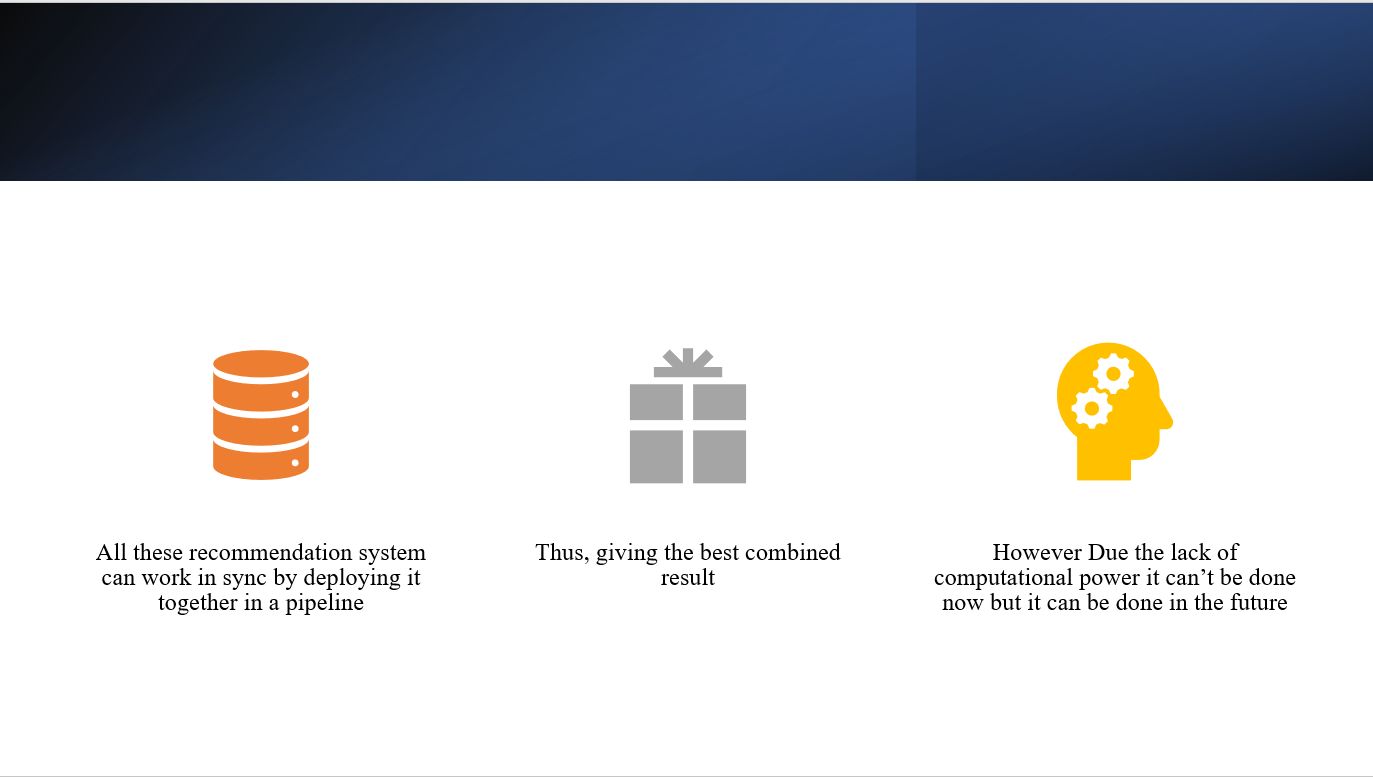 All these recommendation system
can work in sync by deploying it
together in a pipeline
Thus, giving the best combined
result
However Due the lack of
computational power it can’t be done
now but it can be done in the future